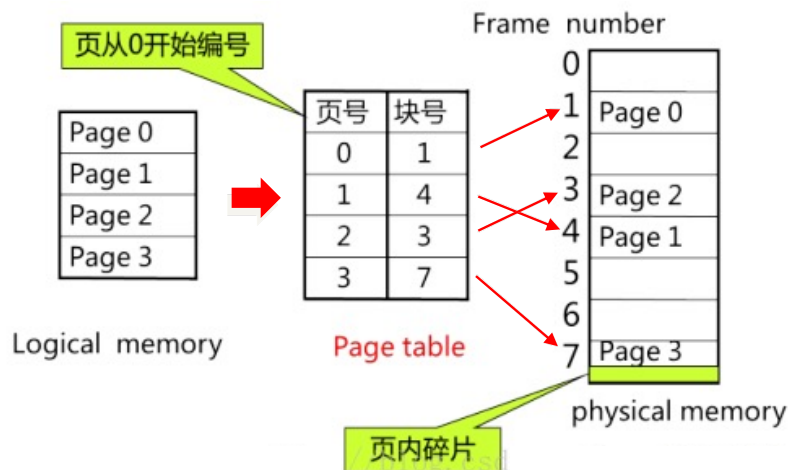 页从0开始编号
Frame number
Page 0
Page 1
Page 2
Page 3
Logical memory
页号 块号
0 1
1 4
2 3
3 7
Page table
0
1 Page 0
2
3 Page 2
4 Page 1
5
6
7 Page 3
physical memory
页内碎片